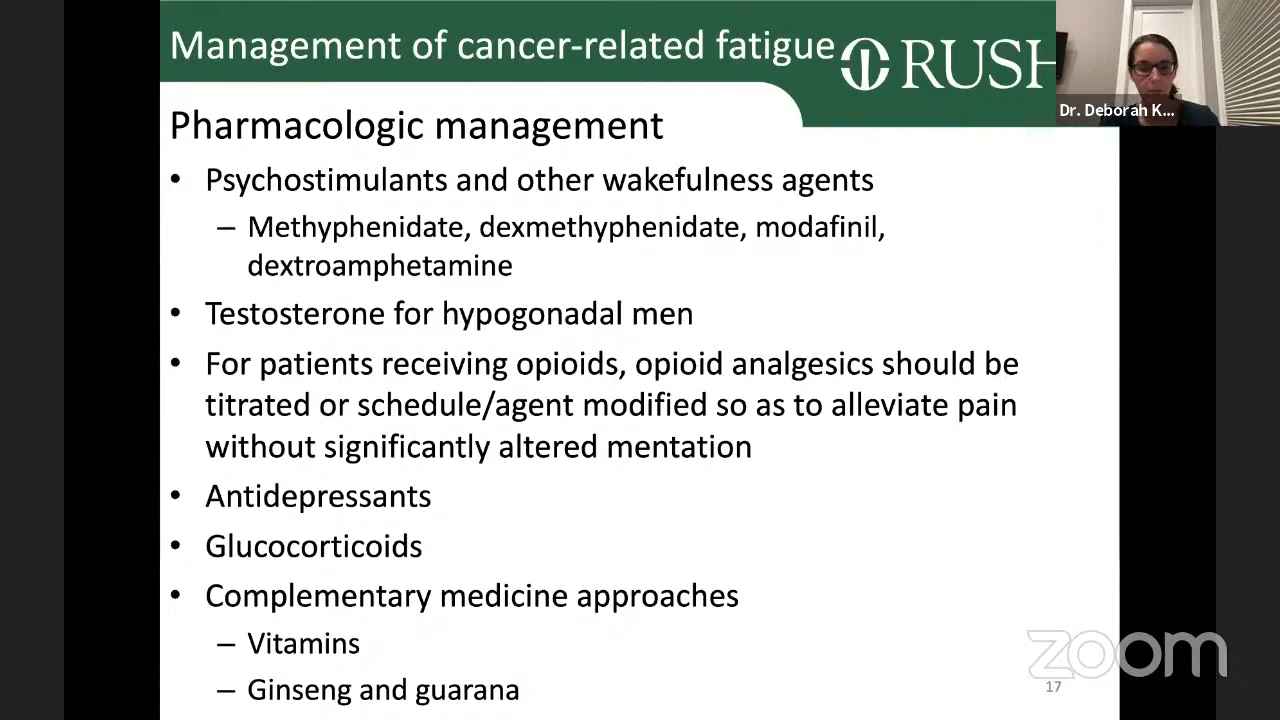 Management of cancer-related fatigue
RUSH
Dr. Deborah K...
Pharmacologic management
• Psychostimulants and other wakefulness agents
– Methyphenidate, dexmethyphenidate, modafinil,
dextroamphetamine
• Testosterone for hypogonadal men
• For patients receiving opioids, opioid analgesics should be
titrated or schedule/agent modified so as to alleviate pain
without significantly altered mentation
• Antidepressants
• Glucocorticoids
• Complementary medicine approaches
– Vitamins
– Ginseng and guarana
zoom
17